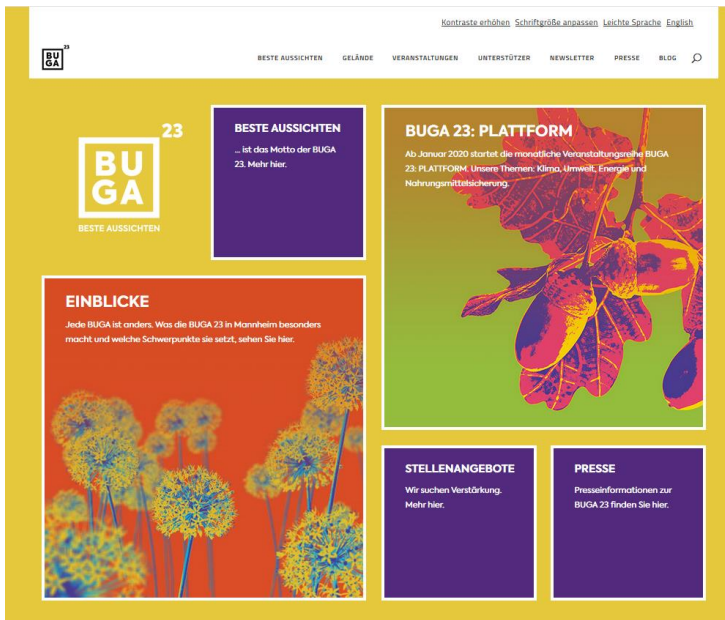 Kontraste erhöhen Schriftgröße anpassen Leichte Sprache English
BU
GA
23
BESTE AUSSICHTEN GELÄNDE VERANSTALTUNGEN UNTERSTÜTZER NEWSLETTER PRESSE BLOG
23
BU
GA
BESTE AUSSICHTEN
BESTE AUSSICHTEN
... ist das Motto der BUGA
23. Mehr hier.
BUGA 23: PLATTFORM
Ab Januar 2020 startet die monatliche Veranstaltungsreihe BUGA
23: PLATTFORM. Unsere Themen: Klima, Umwelt, Energie und
Nahrungsmittelsicherung.
EINBLICKE
Jede BUGA ist anders. Was die BUGA 23 in Mannheim besonders
macht und welche Schwerpunkte sie setzt, sehen Sie hier.
STELLENANGEBOTE
Wir suchen Verstärkung.
Mehr hier.
PRESSE
Presseinformationen zur
BUGA 23 finden Sie hier.